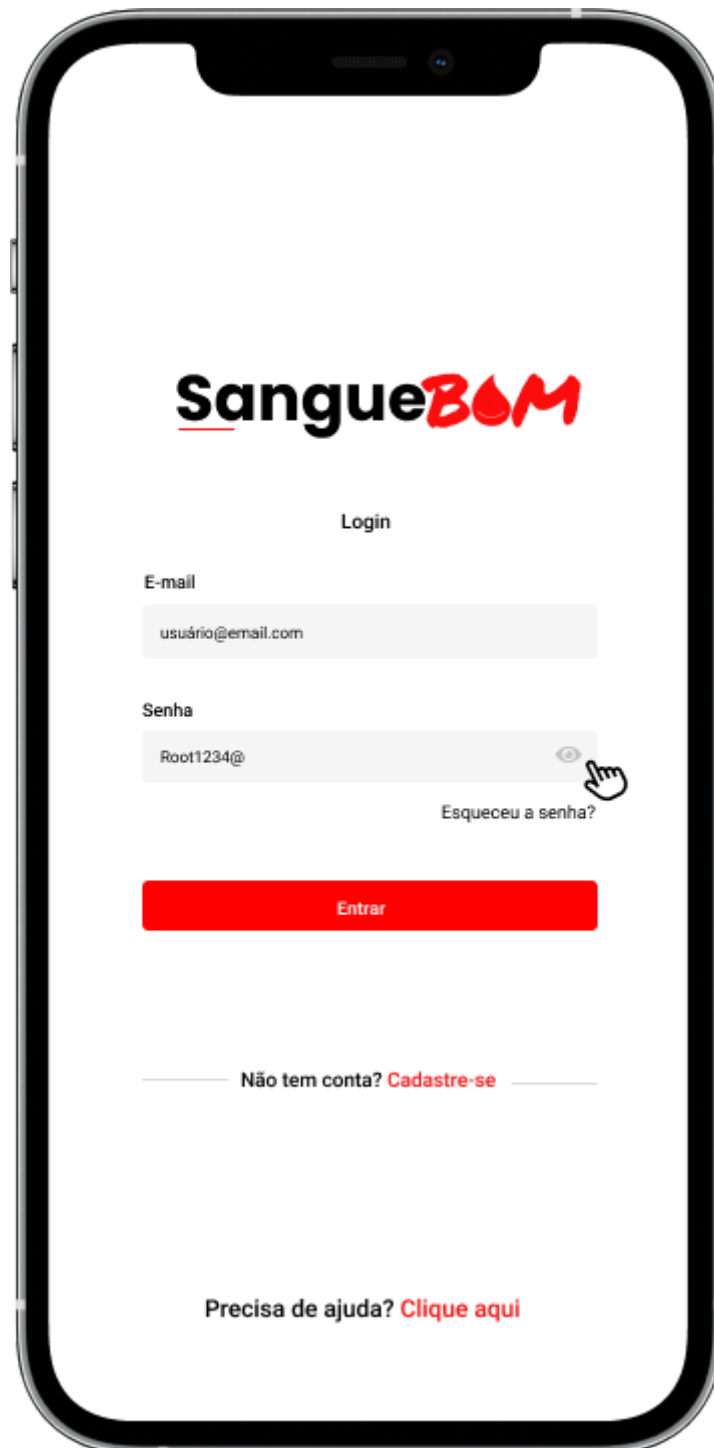 SangueBOM
Login
E-mail
usuário@email.com
Senha
Root1234@
Esqueceu a senha?
Entrar
Não tem conta? Cadastre-se
Precisa de ajuda? Clique aqui